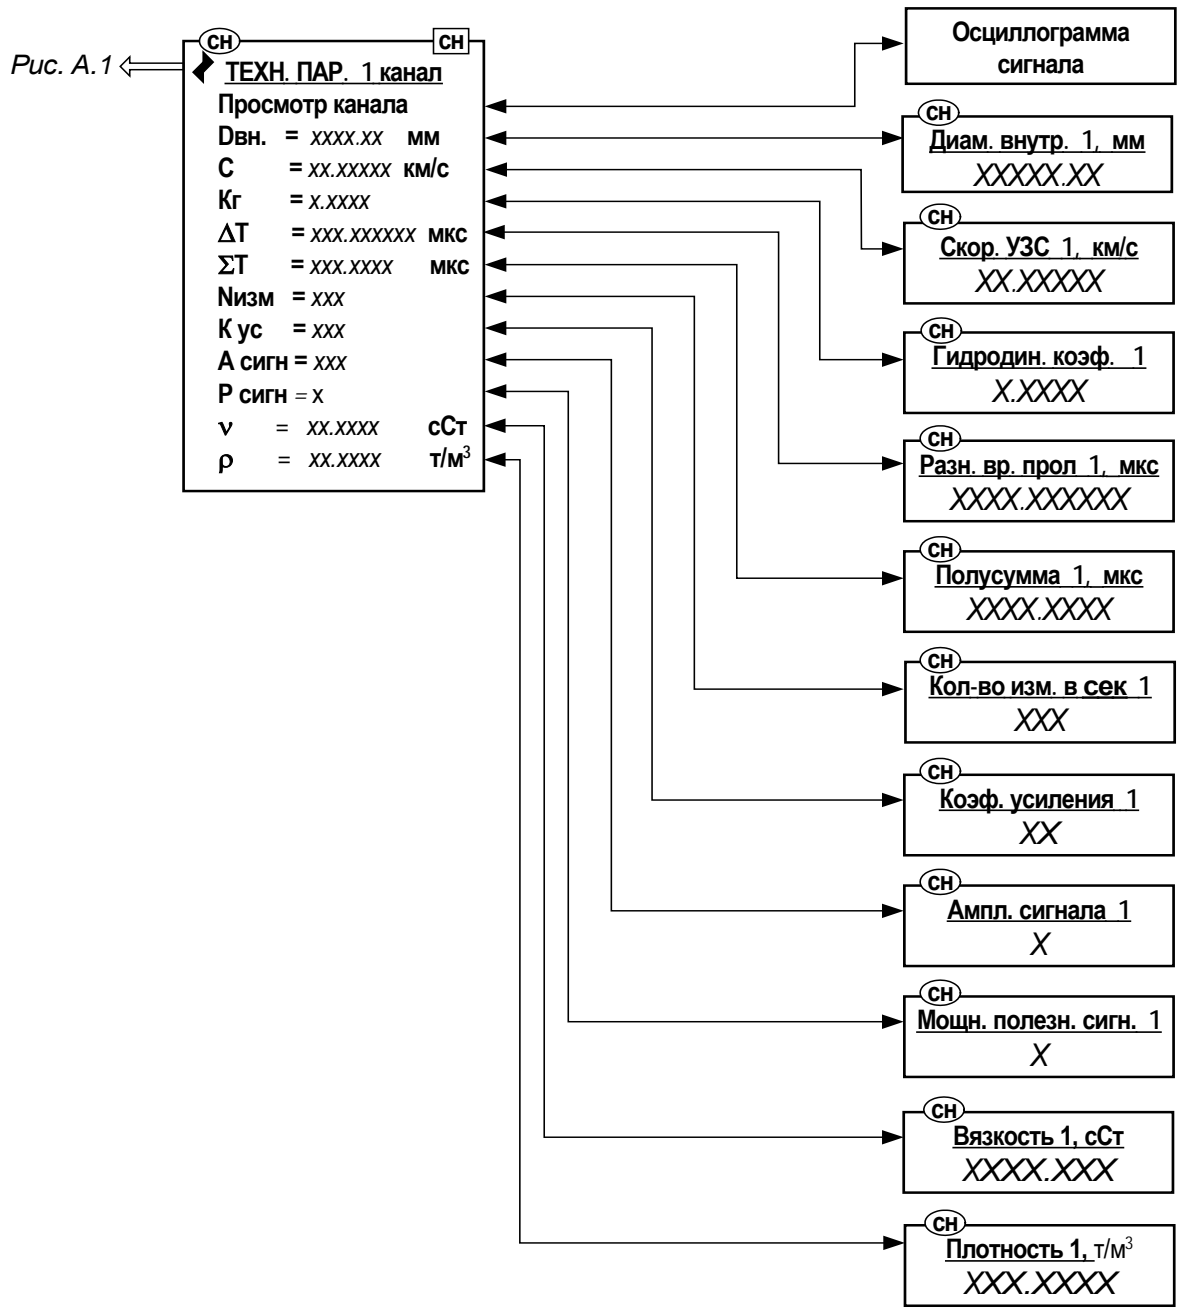 Рис. А.1
СН
СН
ТЕХН. ПАР. 1 канал
Просмотр канала
Dвн. = xxxx.xx мм
С = xx.xxxxx км/с
Кг = x.xxxx
ΔT = xxx.xxxxxx мкс
ΣT = xxx.xxxx мкс
Nизм = xxx
К ус = xxx
А сигн = xxx
Р сигн = x
ν = xx.xxxx сСт
ρ = xx.xxxx т/м³
Осциллограмма
сигнала
СН
Диам. внутр. 1, мм
XXXXX.XX
СН
Скор. УЗС 1, км/с
XX.XXXXX
СН
Гидродин. коэф. 1
X.XXXX
СН
Разн. вр. прол 1, мкс
XXXX.XXXXXX
СН
Полусумма 1, мкс
XXXX.XXXX
СН
Кол-во изм. в сек 1
XXX
СН
Коэф. усиления 1
XX
СН
Ампл. сигнала 1
X
СН
Мощн. полезн. сигн. 1
X
СН
Вязкость 1, сСт
XXXX.XXX
СН
Плотность 1, т/м³
XXX.XXXX